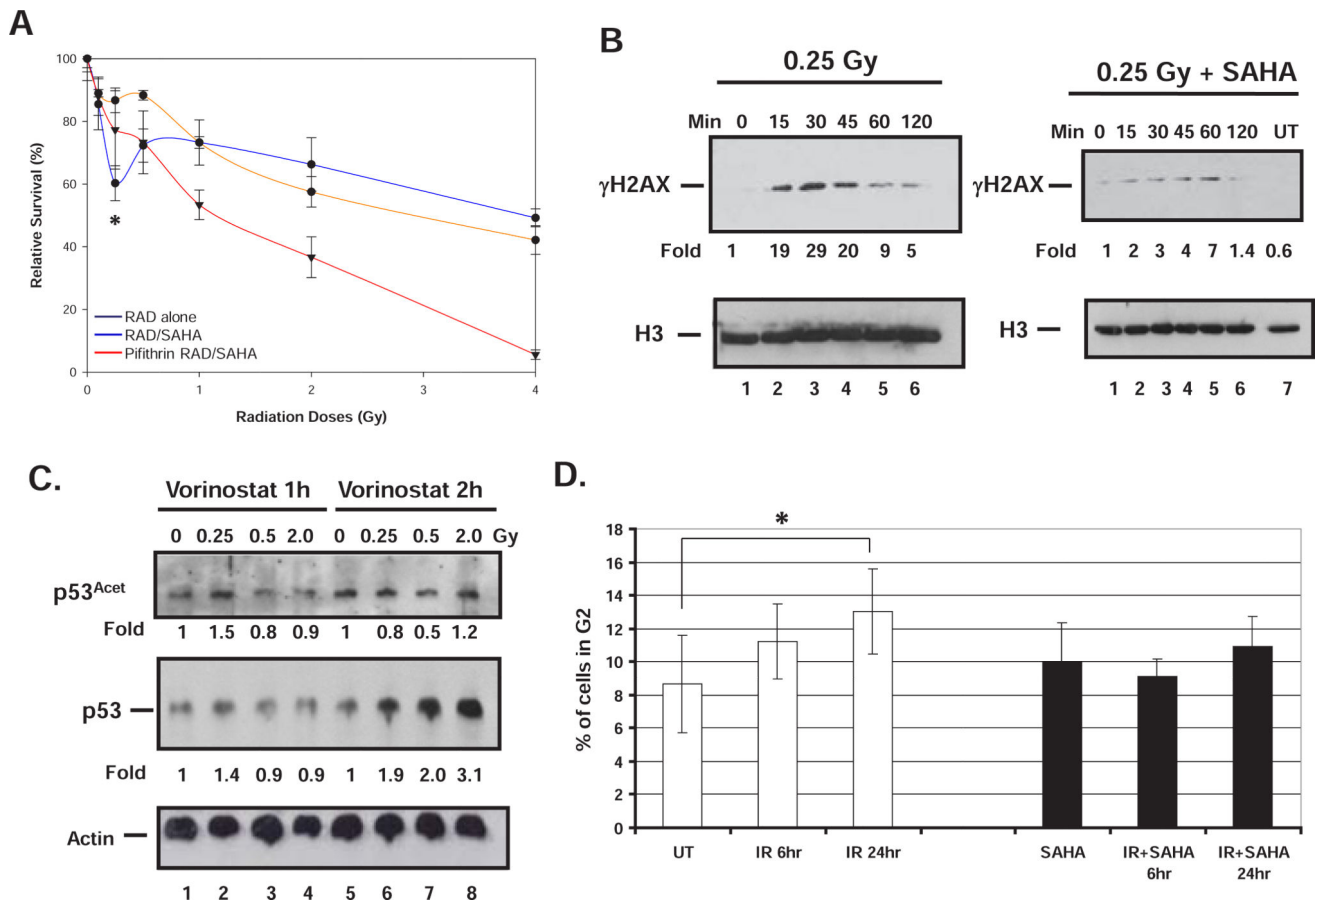 A
100
80
60
40
20
0
Relative Survival (%)
*
RAD alone
RAD/SAHA
Pifithrin RAD/SAHA
0 1 2 3 4
Radiation Doses (Gy)
B
0.25 Gy
Min 0 15 30 45 60 120
γH2AX
Fold 1 19 29 20 9 5
H3
1 2 3 4 5 6
0.25 Gy + SAHA
Min 0 15 30 45 60 120 UT
γH2AX
Fold 1 2 3 4 7 1.4 0.6
H3
1 2 3 4 5 6 7
C.
Vorinostat 1h Vorinostat 2h
0 0.25 0.5 2.0 0 0.25 0.5 2.0 Gy
p53Acet
Fold 1 1.5 0.8 0.9 1 0.8 0.5 1.2
p53
Fold 1 1.4 0.9 0.9 1 1.9 2.0 3.1
Actin
1 2 3 4 5 6 7 8
D.
*
18
16
14
12
10
8
6
4
2
0
% of cells in G2
UT IR 6hr IR 24hr SAHA IR+SAHA IR+SAHA
6hr 24hr